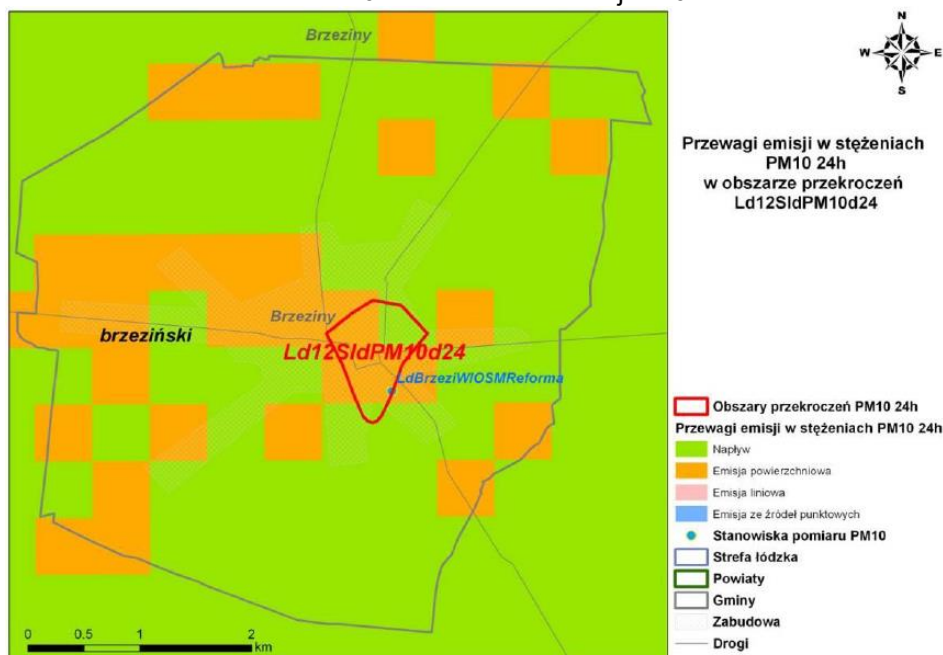 Brzeziny
N
W E
S
Przewagi emisji w stężeniach
PM10 24h
w obszarze przekroczeń
Ld12SldPM10d24
Brzeziny
brzeziński
Ld12SldPM10d24
LdBrzeziWIOSMReforma
Obszary przekroczeń PM10 24h
Przewagi emisji w stężeniach PM10 24h
Napływ
Emisja powierzchniowa
Emisja liniowa
Emisja ze źródeł punktowych
Stanowiska pomiaru PM10
Strefa łódzka
Powiaty
Gminy
Zabudowa
Drogi
0 0.5 1 2
km